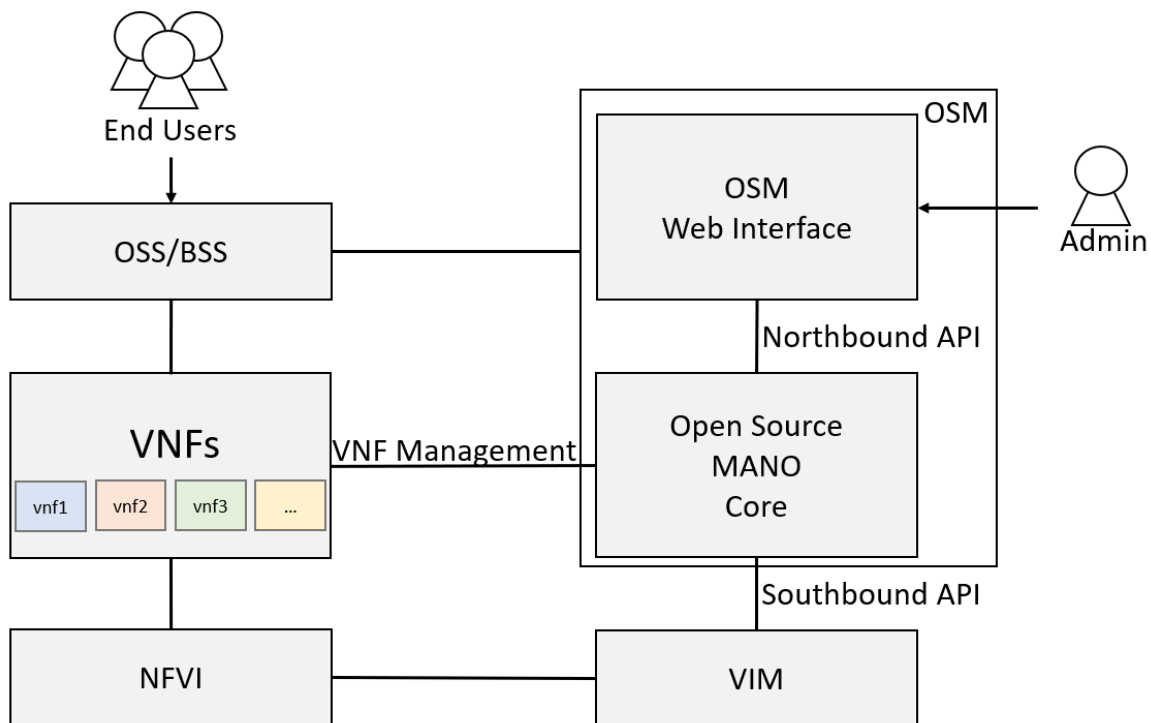 End Users
OSM
OSM
Web Interface
Admin
OSS/BSS
Northbound API
VNFs
vnf1
vnf2
vnf3
...
VNF Management
Open Source
MANO
Core
Southbound API
NFVI
VIM